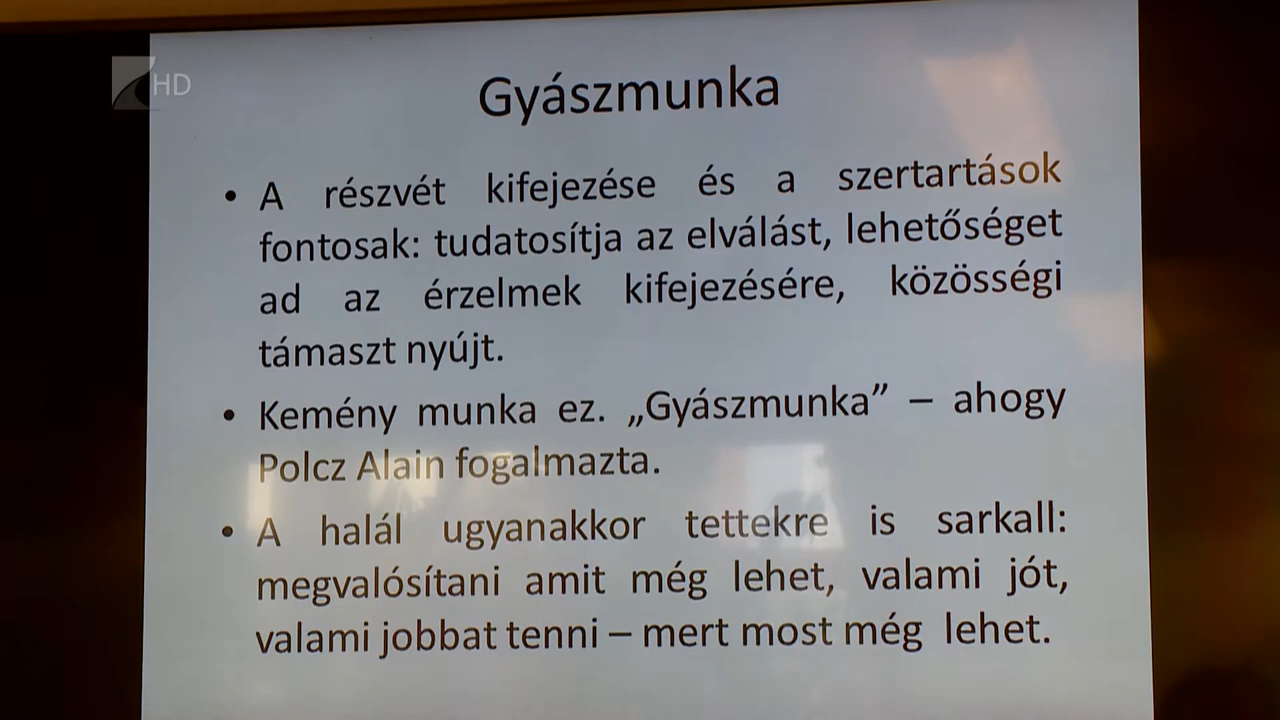 HD
Gyászmunka
• A részvét kifejezése és a szertartások
fontosak: tudatosítja az elválást, lehetőséget
ad az érzelmek kifejezésére, közösségi
támaszt nyújt.
• Kemény munka ez. „Gyászmunka” – ahogy
Polcz Alain fogalmazta.
• A halál ugyanakkor tettekre is sarkall:
megvalósítani amit még lehet, valami jót,
valami jobbat tenni – mert most még lehet.